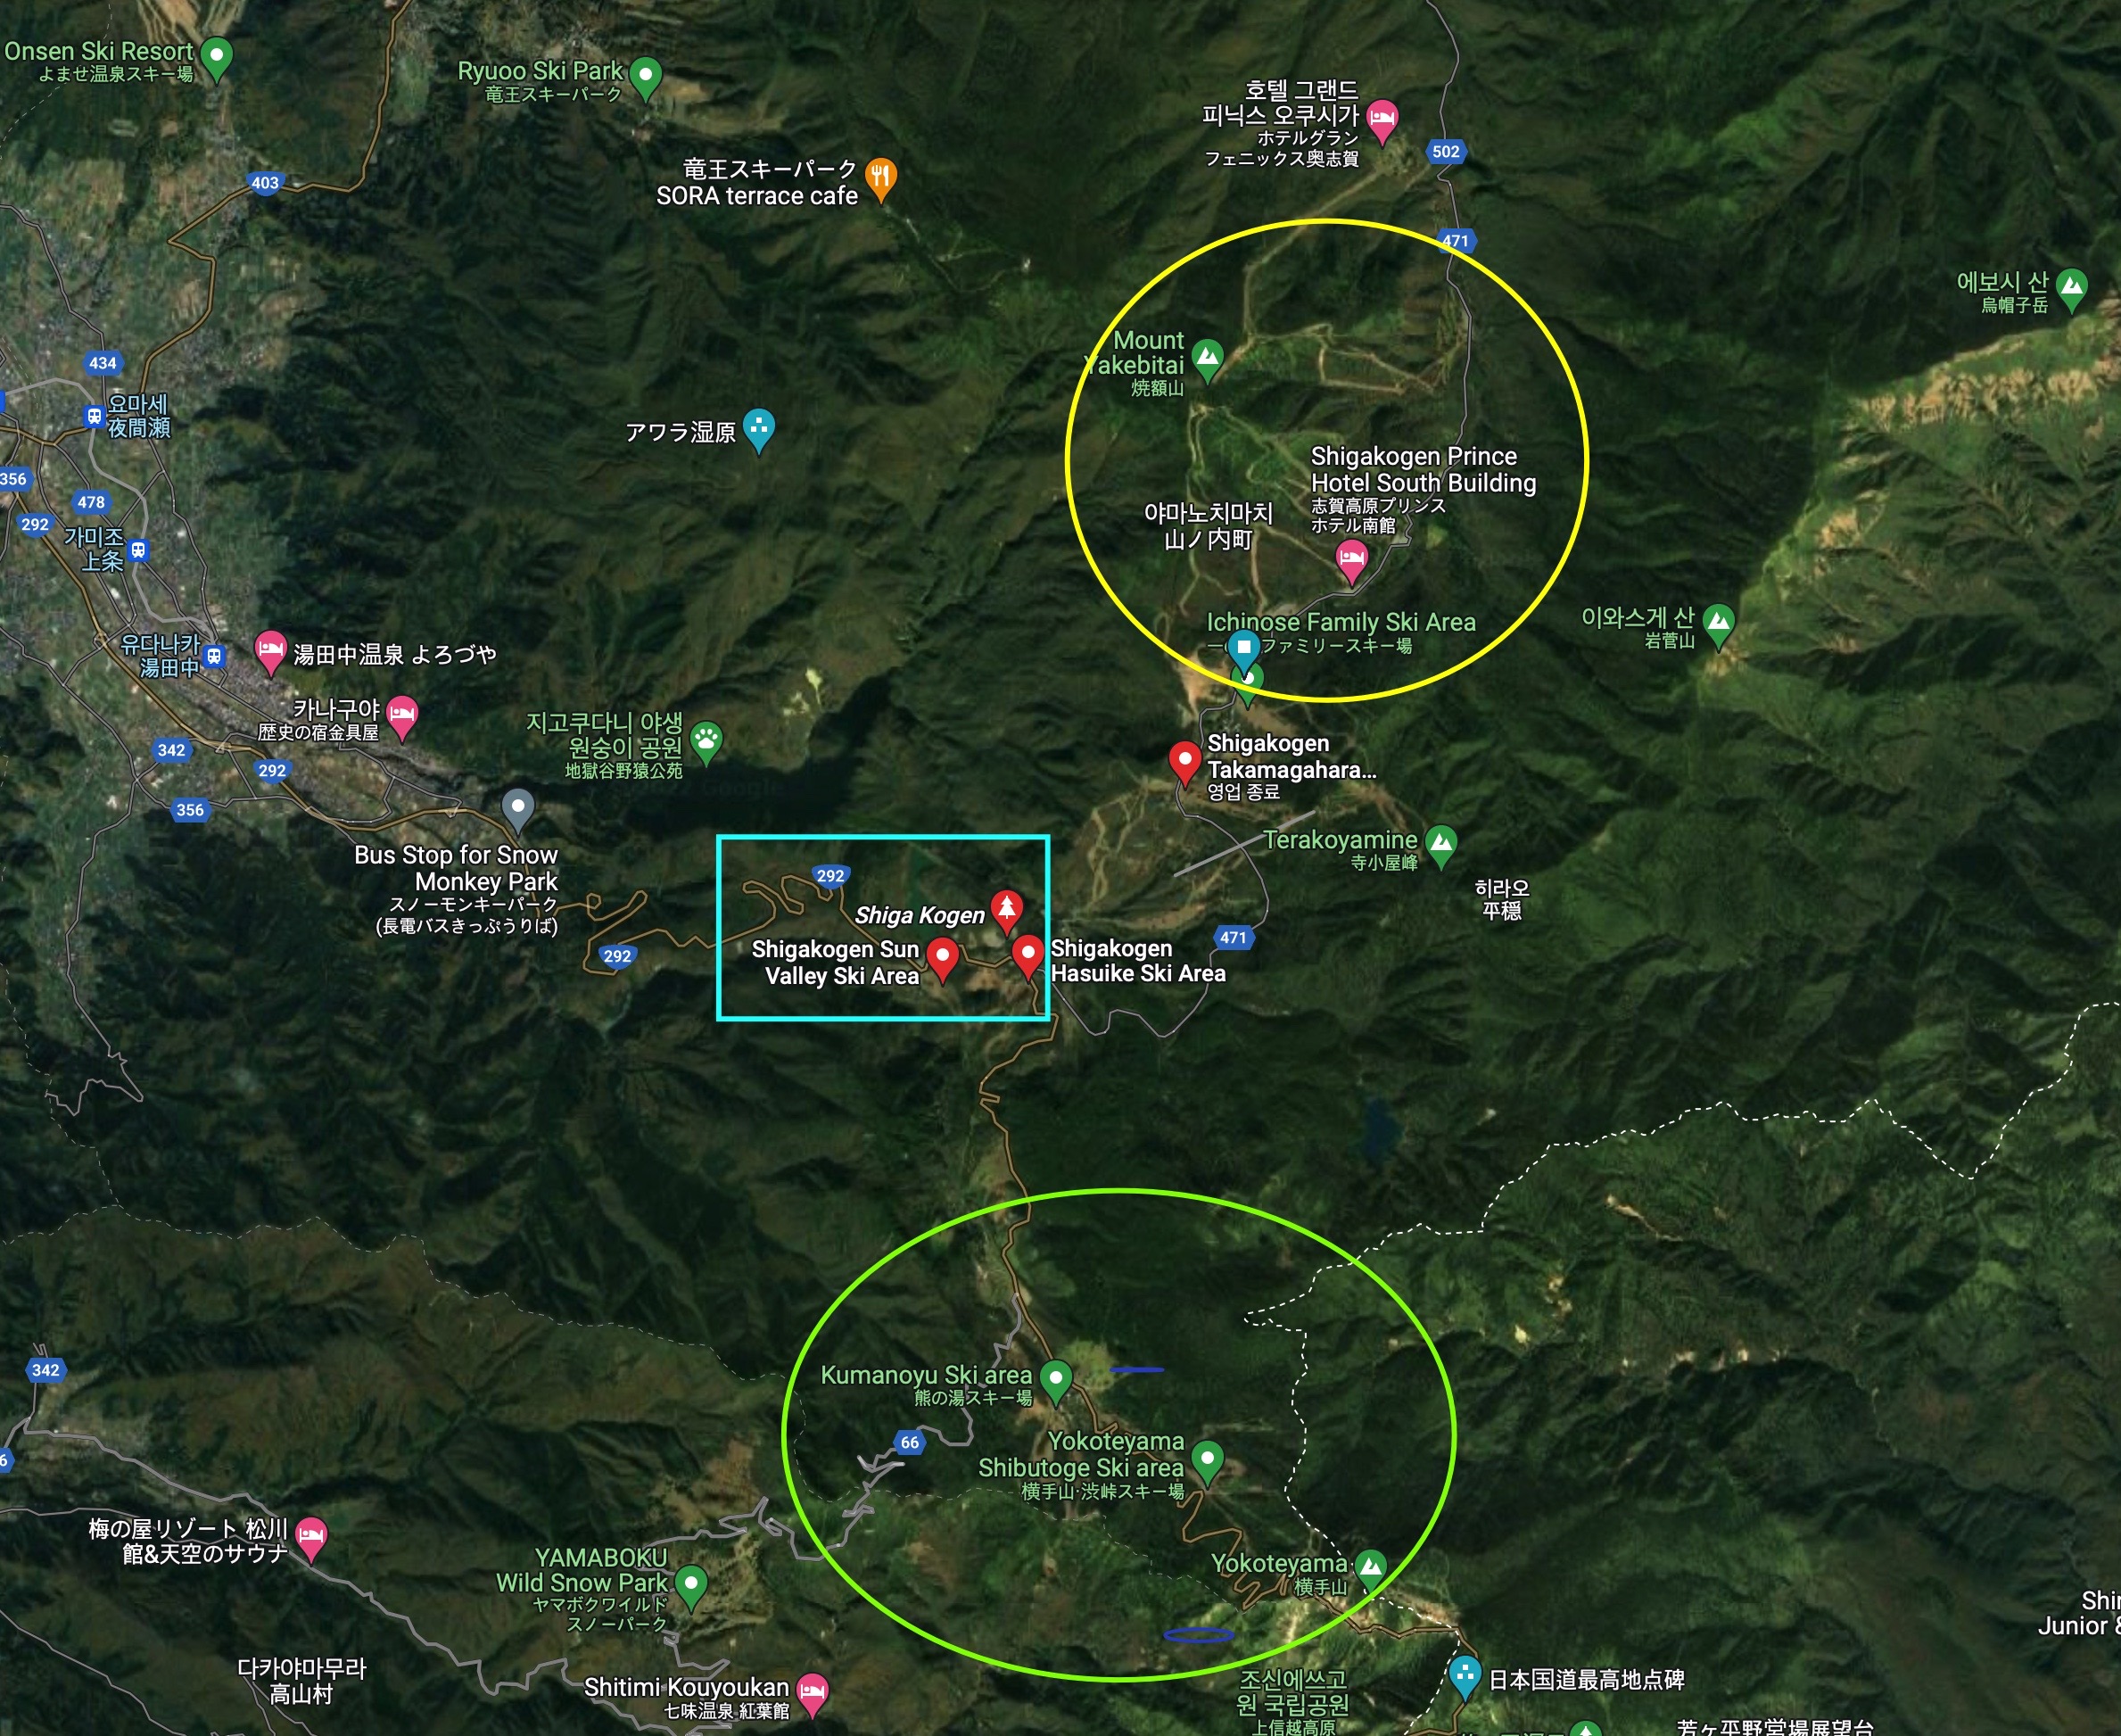 Onsen Ski Resort
よませ温泉スキー場
Ryuoo Ski Park
竜王スキーパーク
호텔 그랜드
피닉스 오쿠시가
ホテルグラン
フェニックス奥志賀
502
竜王スキーパーク
SORA terrace cafe
403
471
에보시 산
烏帽子岳
Mount
Yakebitai
焼額山
434
요마세
夜間瀬
アワラ湿原
356
478
292
가미조
上条
Shigakogen Prince
Hotel South Building
志賀高原プリンス
ホテル南館
야마노치마치
山ノ内町
Ichinose Family Ski Area
ファミリースキー場
이와스게 산
岩菅山
유다나카
湯田中
湯田中温泉 よろづや
카나구야
歴史の宿金具屋
지고쿠다니 야생
원숭이 공원
地獄谷野猿公苑
342
292
356
Shigakogen
Takamagahara...
영업 종료
Terakoyamine
寺小屋峰
히라오
平穏
Bus Stop for Snow
Monkey Park
スノーモンキーパーク
(長電バスきっぷうりば)
292
292
Shiga Kogen
Shigakogen Sun
Valley Ski Area
Shigakogen
Hasuike Ski Area
471
342
Kumanoyu Ski area
熊の湯スキー場
66
Yokoteyama
Shibutoge Ski area
横手山·渋峠スキー場
6
梅の屋リゾート 松川
館&天空のサウナ
YAMABOKU
Wild Snow Park
ヤマボクワイルド
スノーパーク
Yokoteyama
横手山
Junior &
다카야마무라
高山村
Shitimi Kouyoukan
七味温泉 紅葉館
조신에쓰고
원 국립공원
上信越高原
日本国道最高地点碑
芳ヶ平野営場展望台